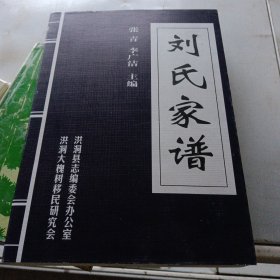 刘氏家谱
张青 李广洁 主编
洪洞县志编委会办公室
洪洞大槐树移民研究会